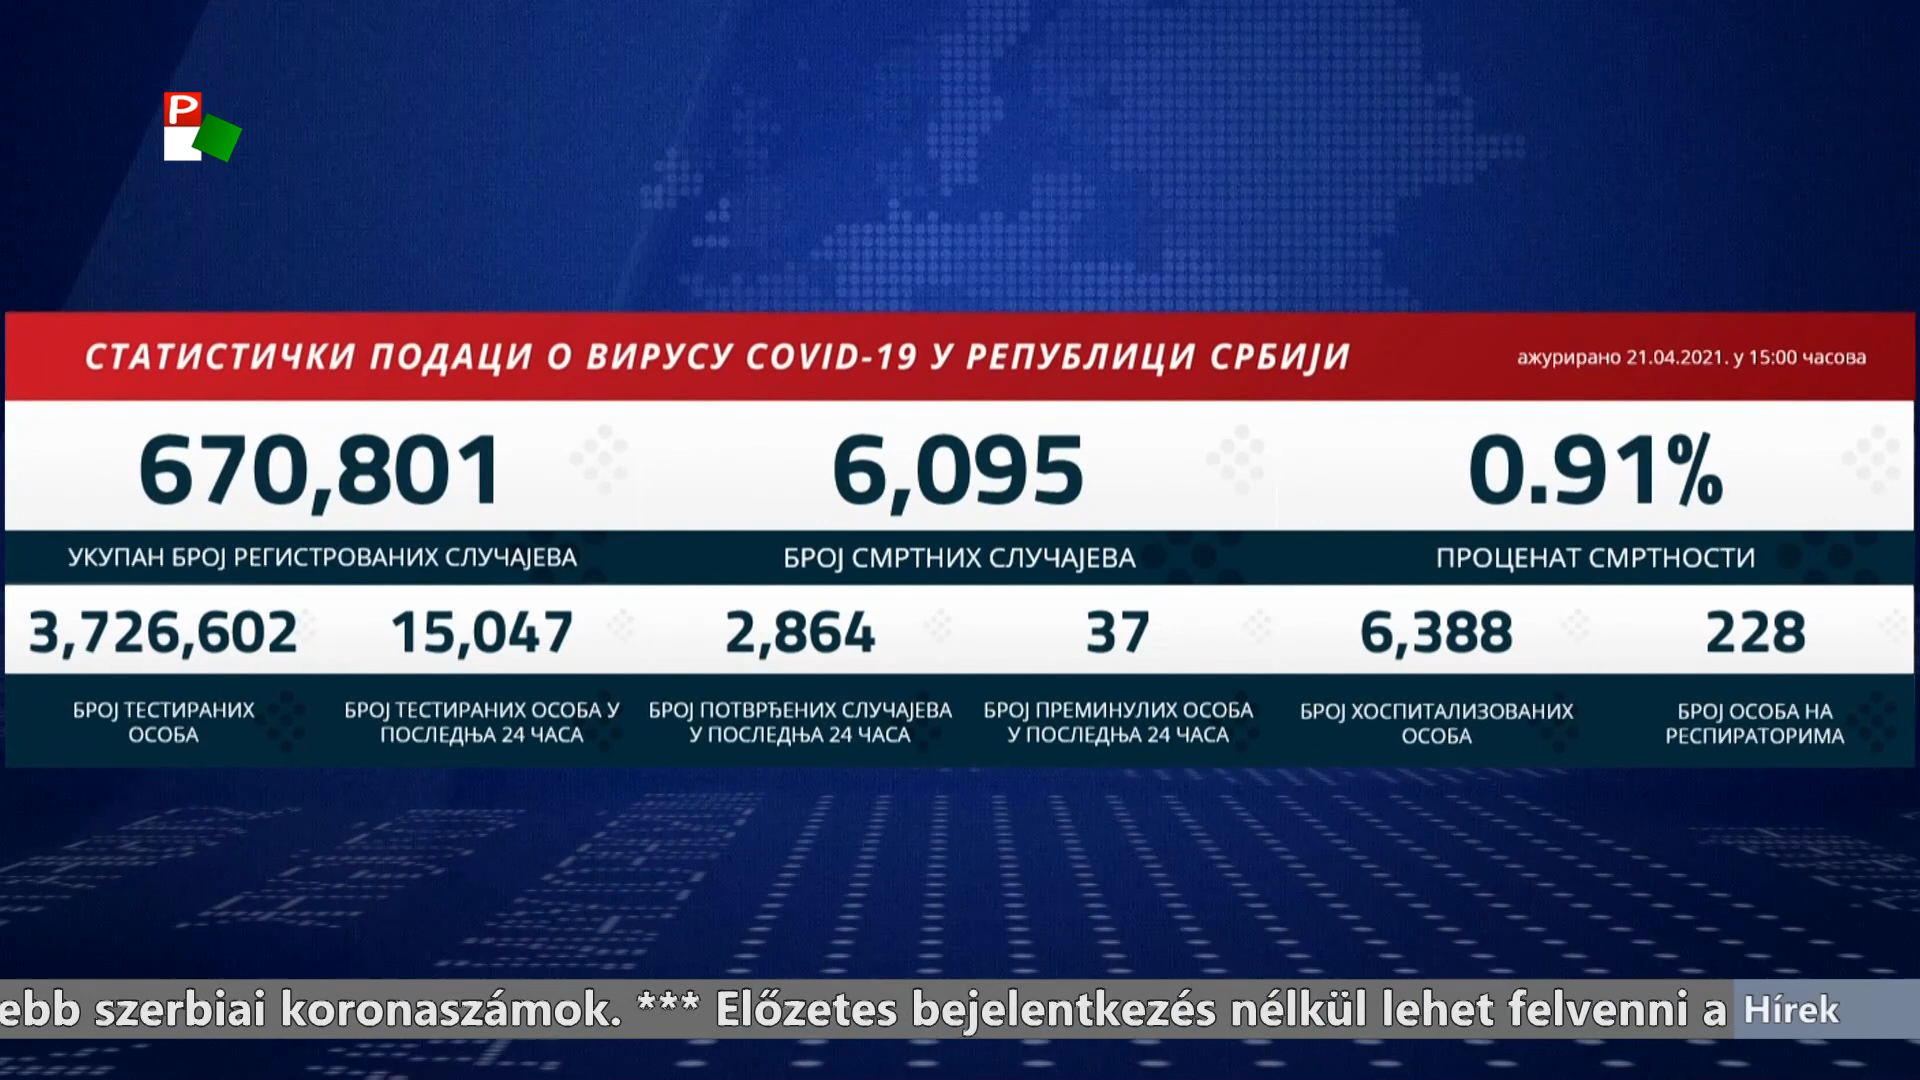 P
СТАТИСТИЧКИ ПОДАЦИ О ВИРУСУ COVID-19 У РЕПУБЛИЦИ СРБИЈИ
ажурирано 21.04.2021. у 15:00 часова
670,801
6,095
0.91%
УКУПАН БРОЈ РЕГИСТРОВАНИХ СЛУЧАЈЕВА
БРОЈ СМРТНИХ СЛУЧАЈЕВА
ПРОЦЕНАТ СМРТНОСТИ
3,726,602
15,047
2,864
37
6,388
228
БРОЈ ТЕСТИРАНИХ
ОСОБА
БРОЈ ТЕСТИРАНИХ ОСОБА У
ПОСЛЕДЊА 24 ЧАСА
БРОЈ ПОТВРЂЕНИХ СЛУЧАЈЕВА
У ПОСЛЕДЊА 24 ЧАСА
БРОЈ ПРЕМИНУЛИХ ОСОБА
У ПОСЛЕДЊА 24 ЧАСА
БРОЈ ХОСПИТАЛИЗОВАНИХ
ОСОБА
БРОЈ ОСОБА НА
РЕСПИРАТОРИМА
ebb szerbiai koronaszámok. *** Előzetes bejelentkezés nélkül lehet felvenni a
Hírek